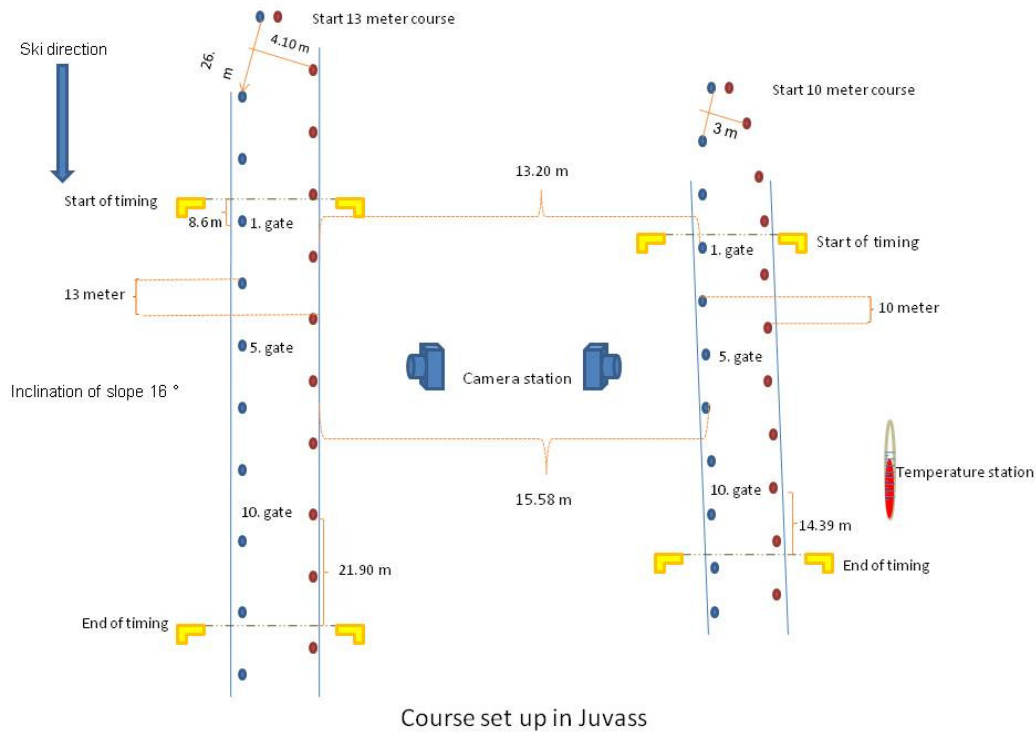 Start 13 meter course
4.10 m
Ski direction
26.
m
Start 10 meter course
3 m
13.20 m
Start of timing
8.6 m
1. gate
Start of timing
1. gate
13 meter
10 meter
5. gate
5. gate
Camera station
Inclination of slope 16 °
Temperature station
10. gate
10. gate
15.58 m
14.39 m
21.90 m
End of timing
End of timing
Course set up in Juvass